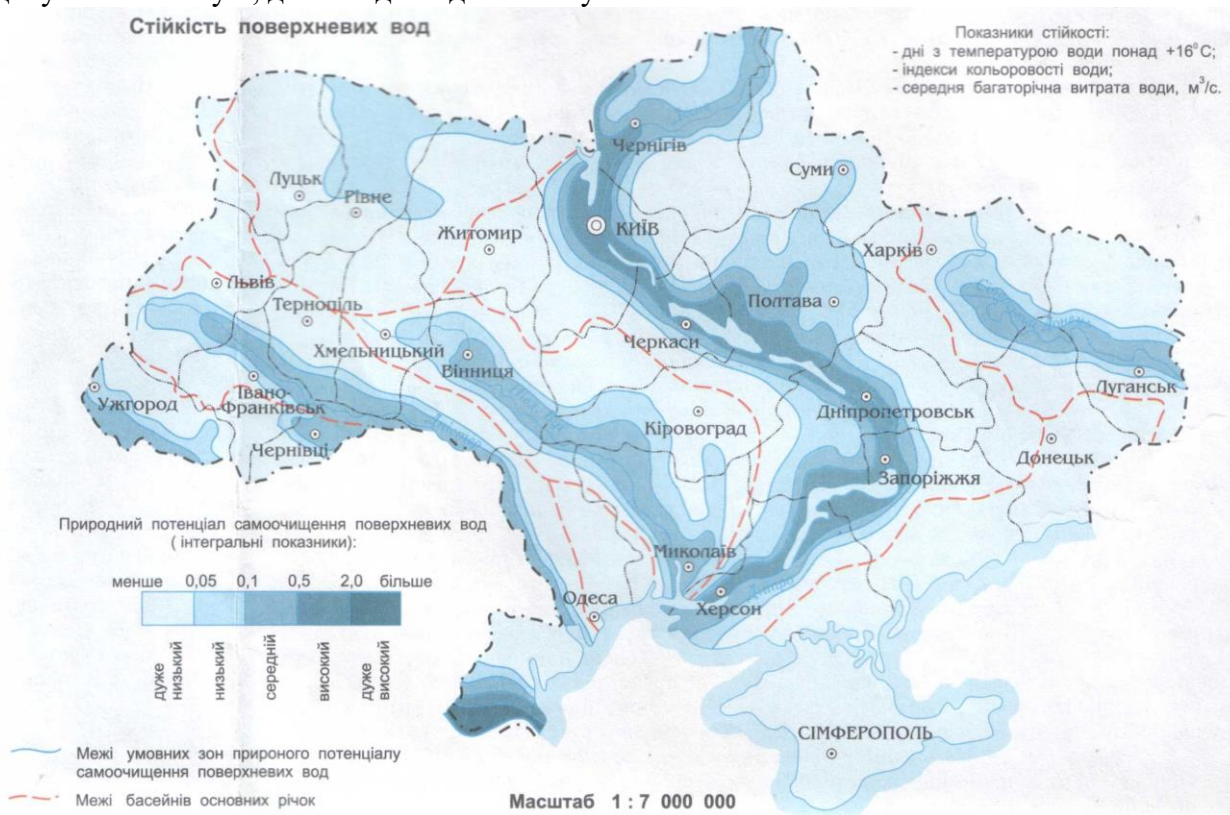 Стійкість поверхневих вод
Показники стійкості:
- дні з температурою води понад +16°С;
- індекси кольоровості води;
- середня багаторічна витрата води, м³/с.
Чернігів
Суми
Луцьк
Рівне
КИЇВ
Житомир
Харків
Львів
Тернопіль
Полтава
Хмельницький
Вінниця
Черкаси
Луганськ
Ужгород
Івано-
Франківськ
Дніпропетровськ
Кіровоград
Чернівці
Донецьк
Запоріжжя
Природний потенціал самоочищення поверхневих вод
( інтегральні показники):
Миколаїв
менше 0,05 0,1 0,5 2,0 більше
Одеса
Херсон
Дніпро
дуже
низький
низький
середній
високий
дуже
високий
СІМФЕРОПОЛЬ
Межі умовних зон прироного потенціалу
самоочищення поверхневих вод
Межі басейнів основних річок
Масштаб 1 : 7 000 000